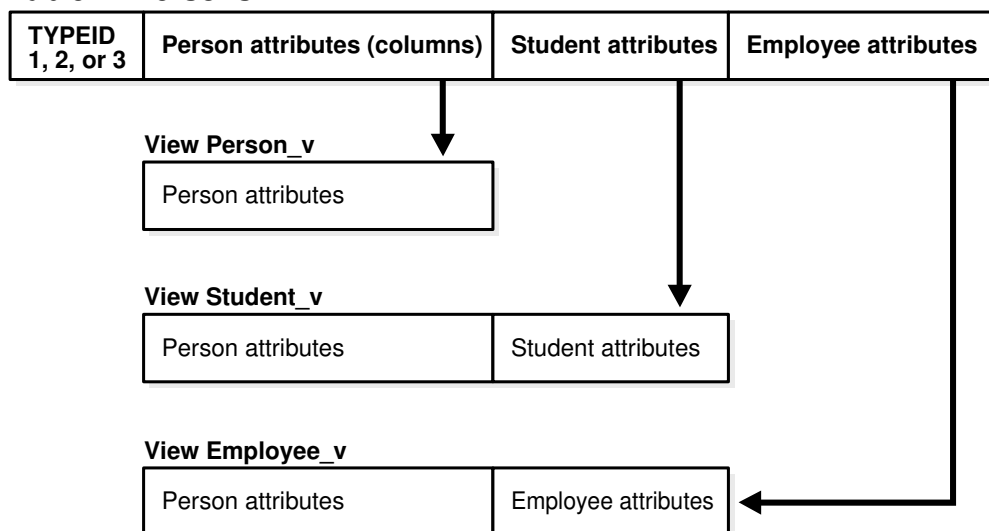 TYPEID
1, 2, or 3
Person attributes (columns)
Student attributes
Employee attributes
View Person_v
Person attributes
View Student_v
Person attributes
Student attributes
View Employee_v
Person attributes
Employee attributes